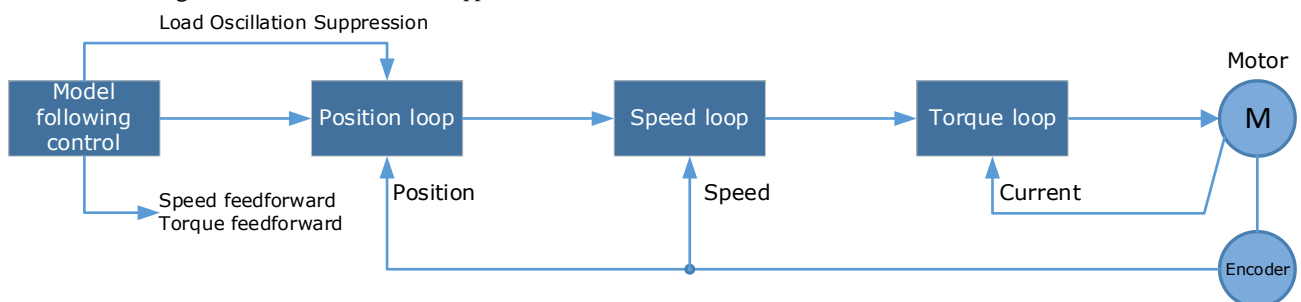 Load Oscillation Suppression
Motor
Model
following
control
Position loop
Speed loop
Torque loop
M
Position
Speed
Current
Speed feedforward
Torque feedforward
Encoder